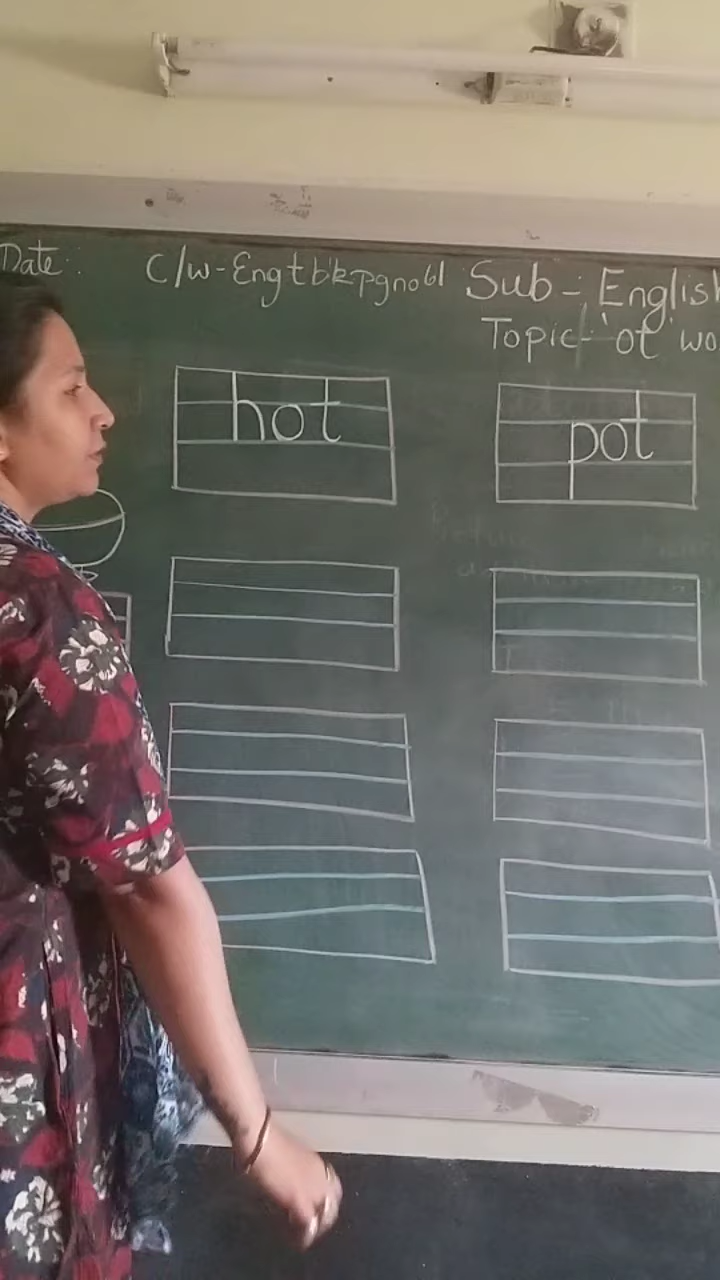 Date:
C/w - Eng t bk pg no 61
Sub - English
Topic - 'ot' wo
hot
pot